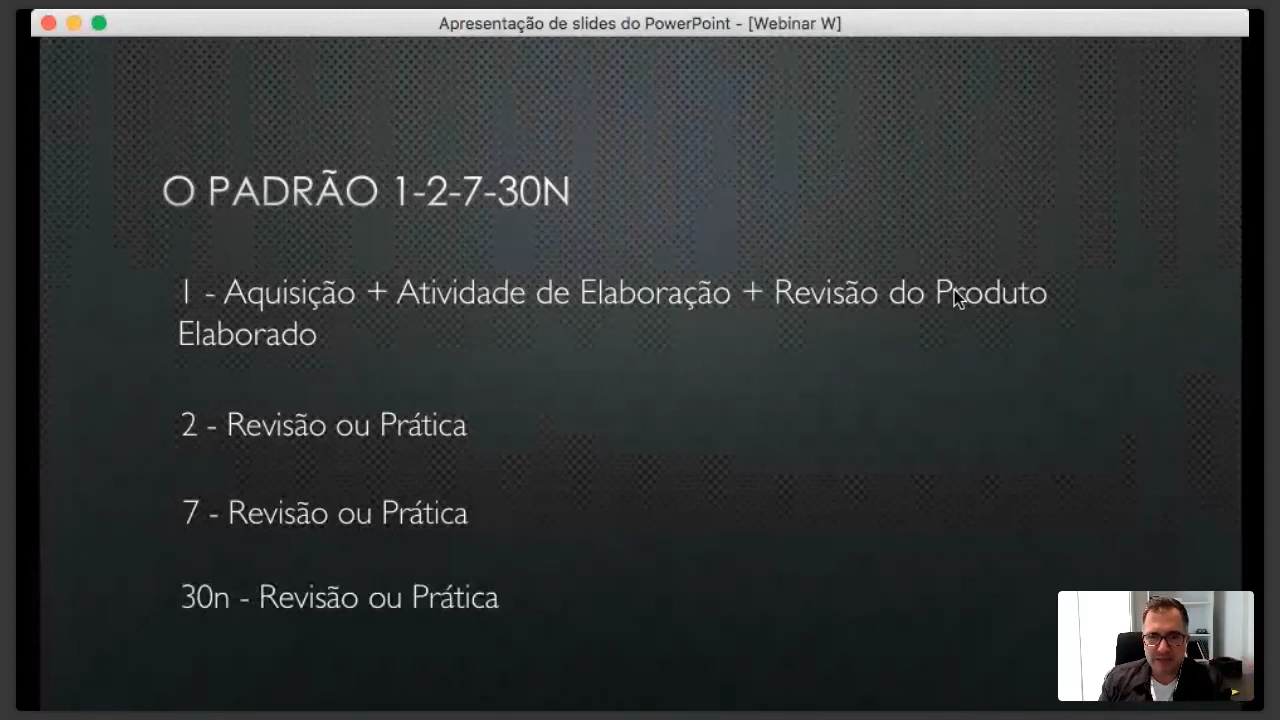 Apresentação de slides do PowerPoint - [Webinar W]
O PADRÃO 1-2-7-30N
1 - Aquisição + Atividade de Elaboração + Revisão do Produto
Elaborado
2 - Revisão ou Prática
7 - Revisão ou Prática
30n - Revisão ou Prática